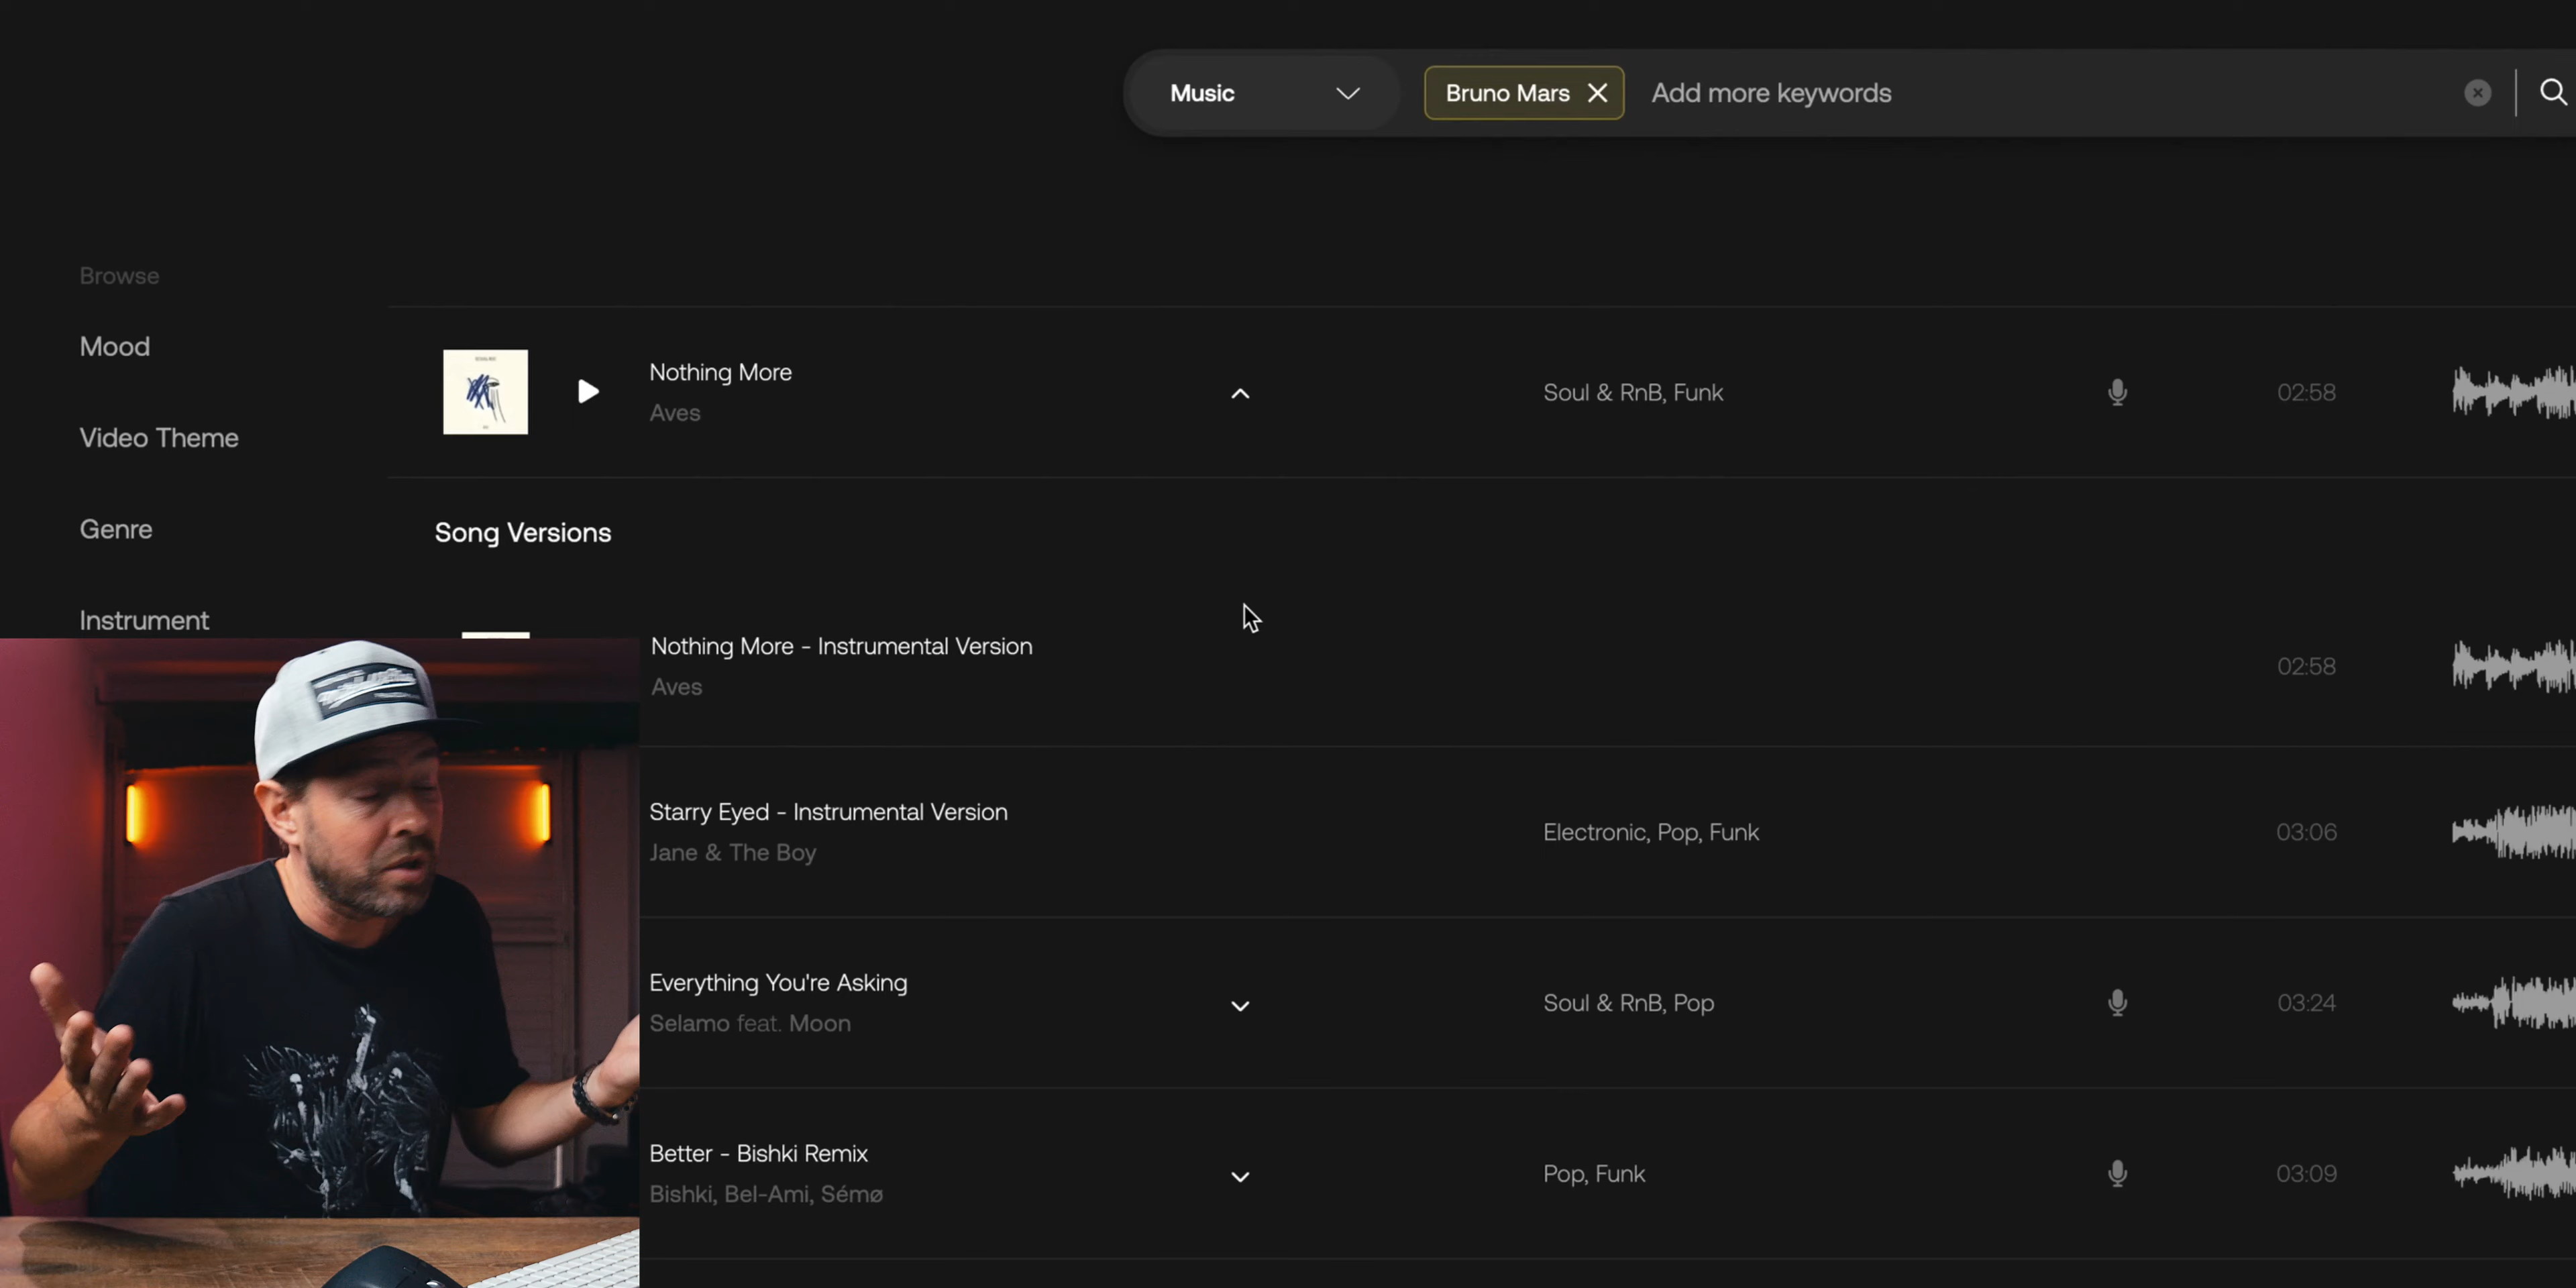 Music
Bruno Mars
Add more keywords
Browse
Mood
Video Theme
Genre
Instrument
Nothing More
Aves
Soul & RnB, Funk
02:58
Song Versions
Nothing More - Instrumental Version
Aves
02:58
Starry Eyed - Instrumental Version
Jane & The Boy
Electronic, Pop, Funk
03:06
Everything You're Asking
Selamo feat. Moon
Soul & RnB, Pop
03:24
Better - Bishki Remix
Bishki, Bel-Ami, Sémø
Pop, Funk
03:09